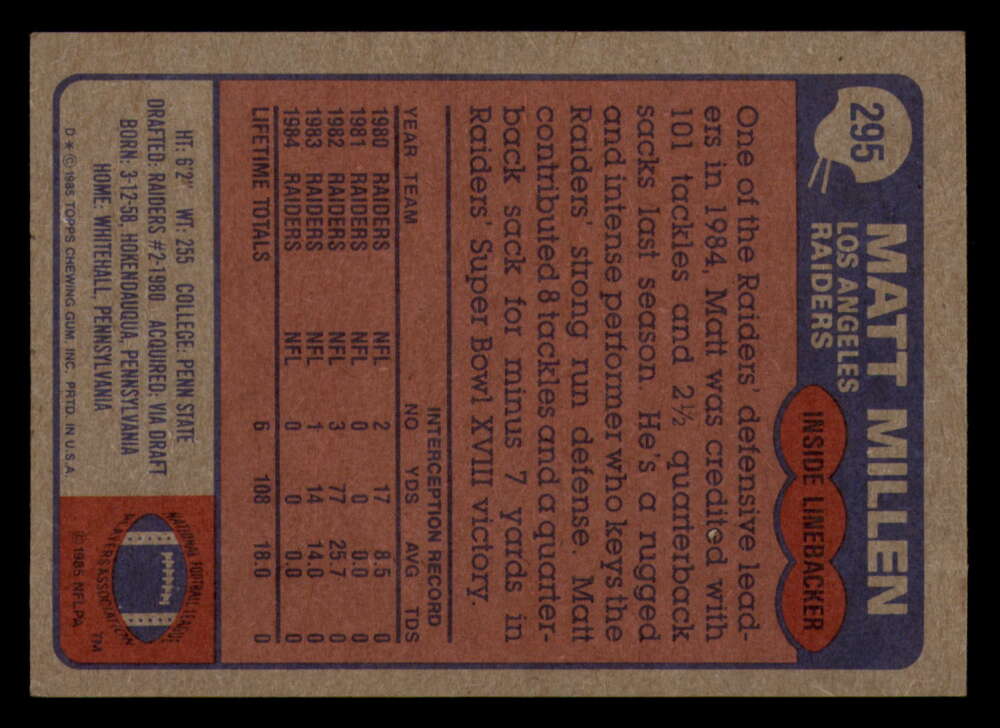 295
MATT MILLEN
LOS ANGELES
RAIDERS
INSIDE LINEBACKER
One of the Raiders' defensive lead-
ers in 1984, Matt was credited with
101 tackles and 2½ quarterback
sacks last season. He's a rugged
and intense performer who keys the
Raiders' strong run defense. Matt
contributed 8 tackles and a quarter-
back sack for minus 7 yards in
Raiders' Super Bowl XVIII victory.
INTERCEPTION RECORD
YEAR TEAM NO YDS AVG TDS
1980 RAIDERS NFL 2 17 8.5 0
1981 RAIDERS NFL 0 0 0.0 0
1982 RAIDERS NFL 3 77 25.7 0
1983 RAIDERS NFL 1 14 14.0 0
1984 RAIDERS NFL 0 0 0.0 0
LIFETIME TOTALS 6 108 18.0 0
HT: 6'2" WT: 255 COLLEGE: PENN STATE
DRAFTED: RAIDERS #2-1980 ACQUIRED: VIA DRAFT
BORN: 3-12-58, HOKENDAUQUA, PENNSYLVANIA
HOME: WHITEHALL, PENNSYLVANIA
D✶©1985 TOPPS CHEWING GUM, INC. PRTD. IN U.S.A.
NATIONAL FOOTBALL LEAGUE
PLAYERS ASSOCIATION
TM
© 1985 NFLPA